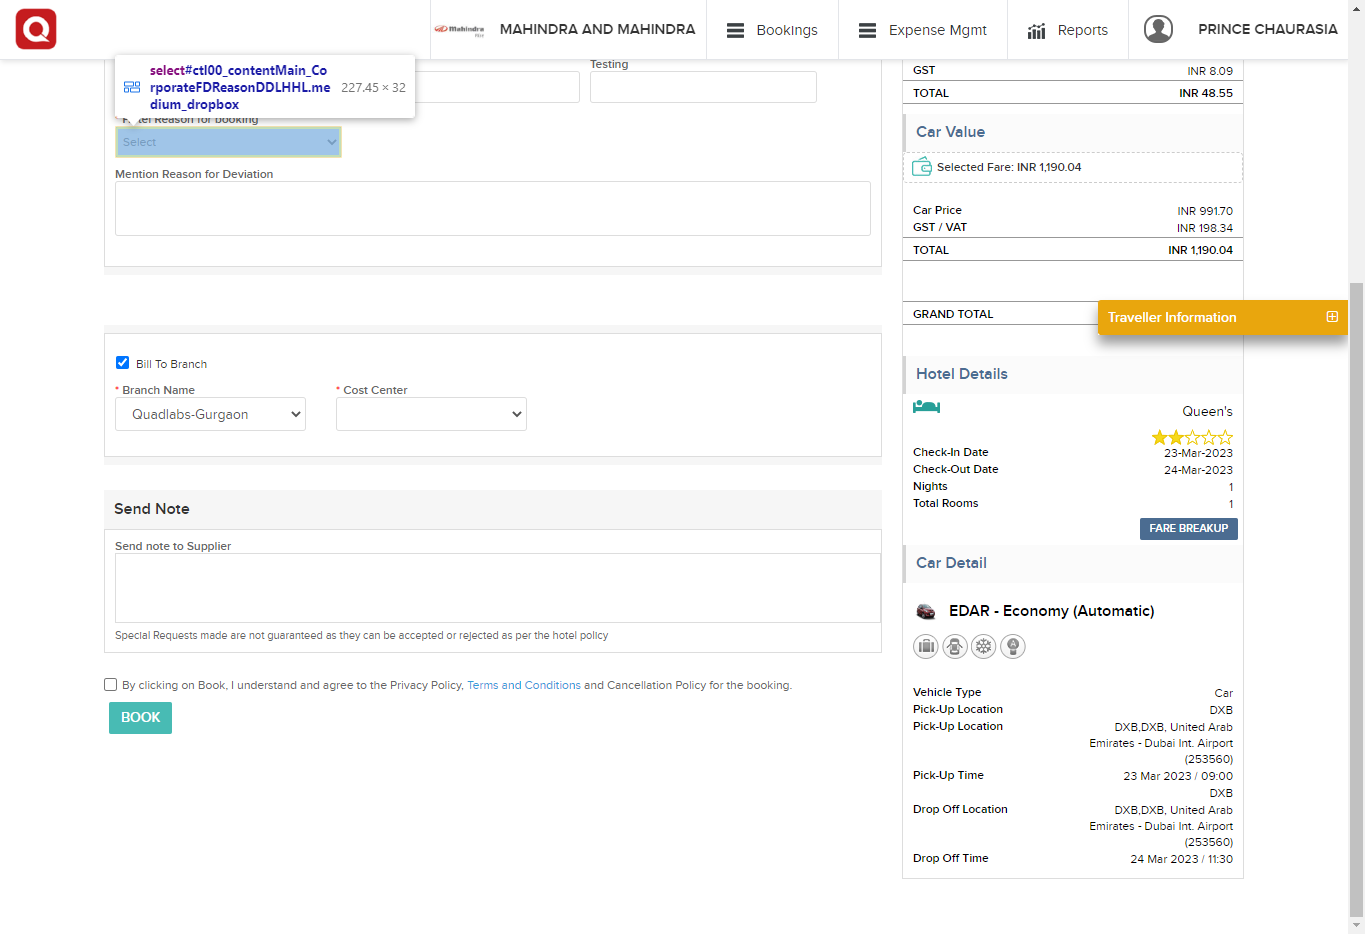 Q
Mahindra
MAHINDRA AND MAHINDRA
Bookings
Expense Mgmt
Reports
PRINCE CHAURASIA
select#ctl00_contentMain_Co
rporateFDReasonDDLHHL.me
dium_dropbox
227.45 × 32
Testing
Hotel Reason for booking
Select
Mention Reason for Deviation
Bill To Branch
* Branch Name
* Cost Center
Quadlabs-Gurgaon
Send Note
Send note to Supplier
Special Requests made are not guaranteed as they can be accepted or rejected as per the hotel policy
By clicking on Book, I understand and agree to the Privacy Policy, Terms and Conditions and Cancellation Policy for the booking.
BOOK
GST INR 8.09
TOTAL INR 48.55
Car Value
Selected Fare: INR 1,190.04
Car Price INR 991.70
GST / VAT INR 198.34
TOTAL INR 1,190.04
GRAND TOTAL
Traveller Information
Hotel Details
Queen's
Check-In Date 23-Mar-2023
Check-Out Date 24-Mar-2023
Nights 1
Total Rooms 1
FARE BREAKUP
Car Detail
EDAR - Economy (Automatic)
Vehicle Type Car
Pick-Up Location DXB
Pick-Up Location DXB,DXB, United Arab
Emirates - Dubai Int. Airport
(253560)
Pick-Up Time 23 Mar 2023 / 09:00
DXB
Drop Off Location DXB,DXB, United Arab
Emirates - Dubai Int. Airport
(253560)
Drop Off Time 24 Mar 2023 / 11:30